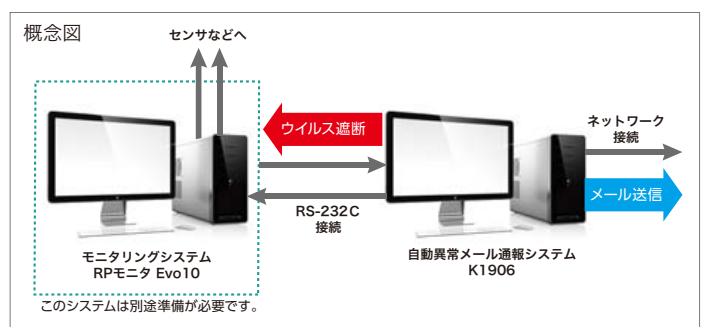 概念図
センサなどへ
ウイルス遮断
ネットワーク
接続
メール送信
RS-232C
接続
モニタリングシステム
RPモニタ Evo10
自動異常メール通報システム
K1906
このシステムは別途準備が必要です。